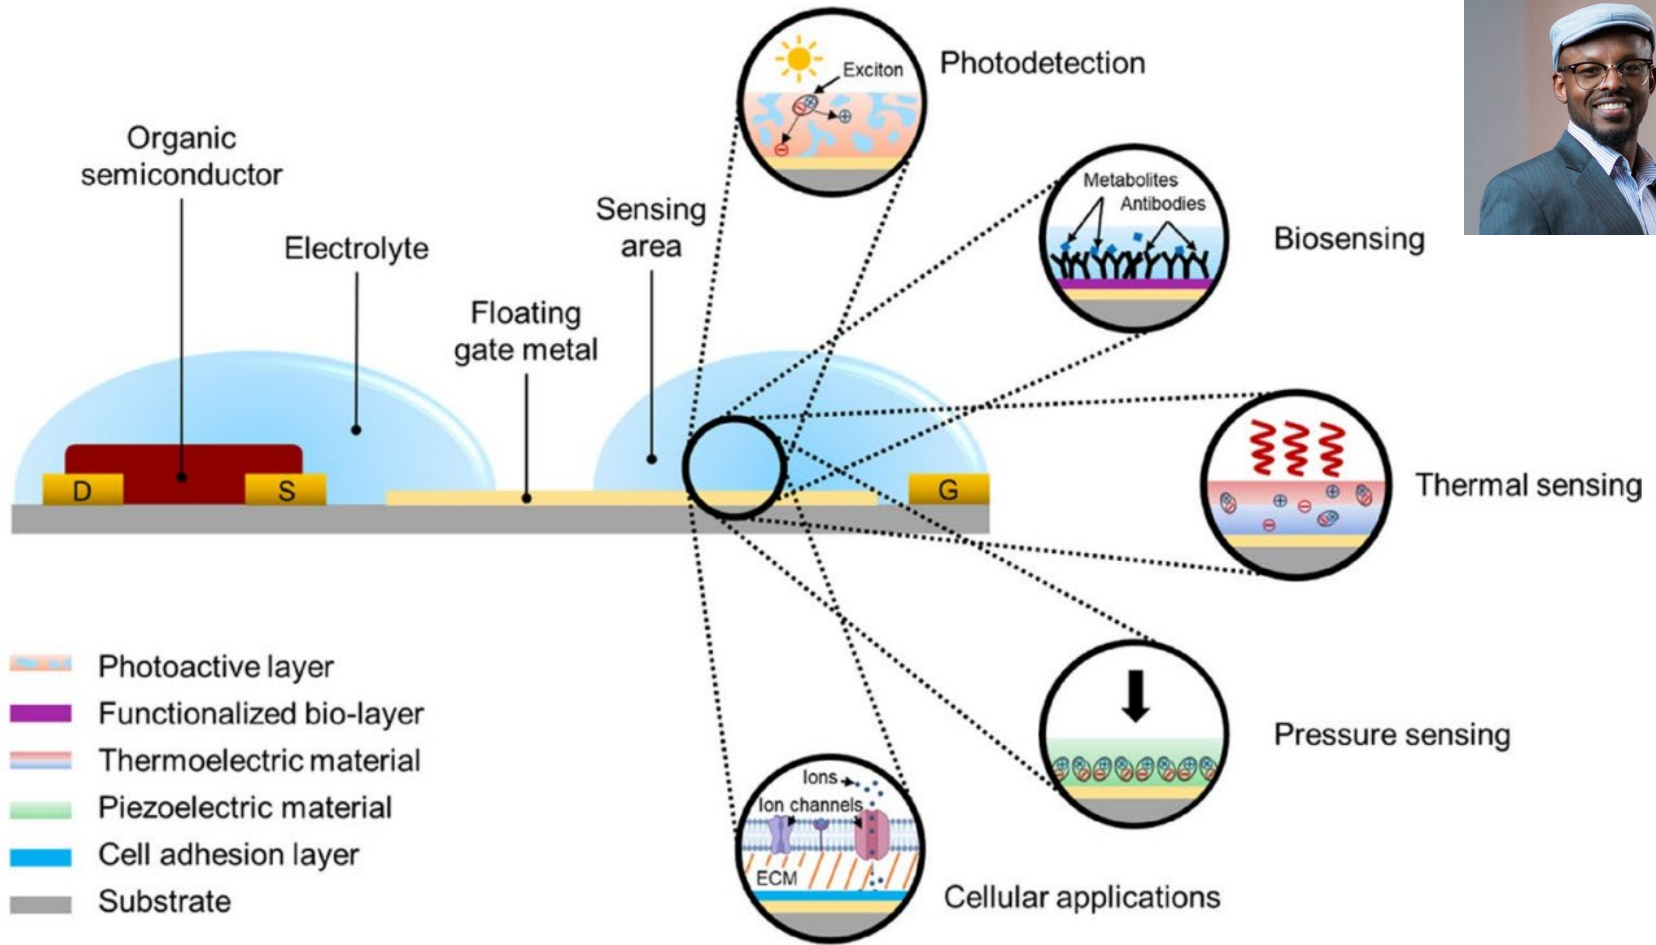 Exciton
Photodetection
Organic
semiconductor
Metabolites
Antibodies
Sensing
area
Electrolyte
Biosensing
Floating
gate metal
D
S
G
Thermal sensing
Photoactive layer
Functionalized bio-layer
Thermoelectric material
Piezoelectric material
Cell adhesion layer
Substrate
Pressure sensing
Ions
Ion channels
ECM
Cellular applications